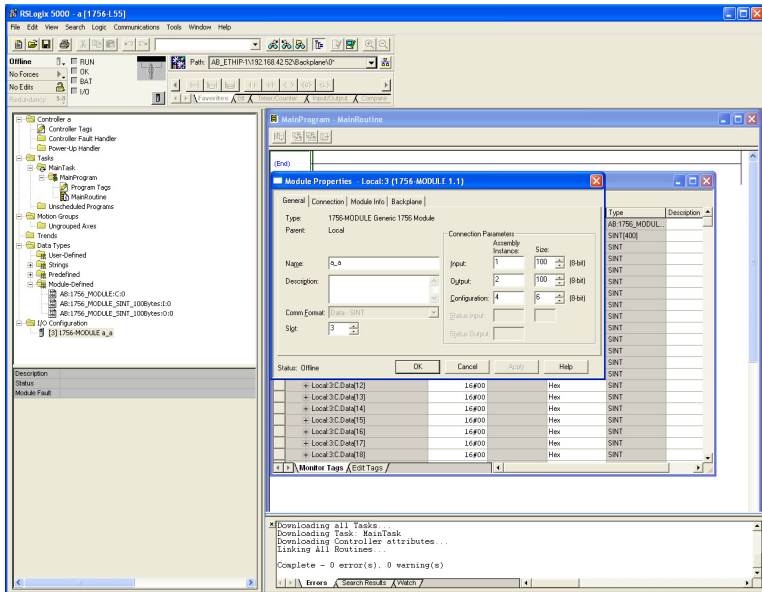 RSLogix 5000 - a [1756-L55]
File Edit View Search Logic Communications Tools Window Help
Offline RUN
No Forces OK
No Edits BAT
Redundancy I/O
Path: AB_ETHIP-1\192.168.42.52\Backplane\0*
Favorites Bit Timer/Counter Input/Output Compare
Controller a
Controller Tags
Controller Fault Handler
Power-Up Handler
Tasks
MainTask
MainProgram
Program Tags
MainRoutine
Unscheduled Programs
Motion Groups
Ungrouped Axes
Trends
Data Types
User-Defined
Strings
Predefined
Module-Defined
AB:1756_MODULE:C:0
AB:1756_MODULE_SINT_100Bytes:I:0
AB:1756_MODULE_SINT_100Bytes:O:0
I/O Configuration
[3] 1756-MODULE a_a
Description
Status
Module Fault
MainProgram - MainRoutine
(End)
Module Properties - Local:3 (1756-MODULE 1.1)
General Connection Module Info Backplane
Type: 1756-MODULE Generic 1756 Module
Parent: Local
Connection Parameters
Assembly Instance: Size:
Name: a_a
Input: 1 100 (8-bit)
Description:
Output: 2 100 (8-bit)
Configuration: 4 6 (8-bit)
Comm Format: Data - SINT
Status Input:
Slot: 3
Status Output:
Status: Offline OK Cancel Apply Help
Type Description
AB:1756_MODUL...
SINT[400]
SINT
SINT
SINT
SINT
SINT
SINT
SINT
SINT
SINT
SINT
SINT
SINT
Local:3:C.Data[12] 16#00 Hex SINT
Local:3:C.Data[13] 16#00 Hex SINT
Local:3:C.Data[14] 16#00 Hex SINT
Local:3:C.Data[15] 16#00 Hex SINT
Local:3:C.Data[16] 16#00 Hex SINT
Local:3:C.Data[17] 16#00 Hex SINT
Local:3:C.Data[18] 16#00 Hex SINT
Monitor Tags Edit Tags
Downloading all Tasks...
Downloading Task: MainTask
Downloading Controller attributes...
Linking All Routines...
Complete - 0 error(s), 0 warning(s)
Errors Search Results Watch